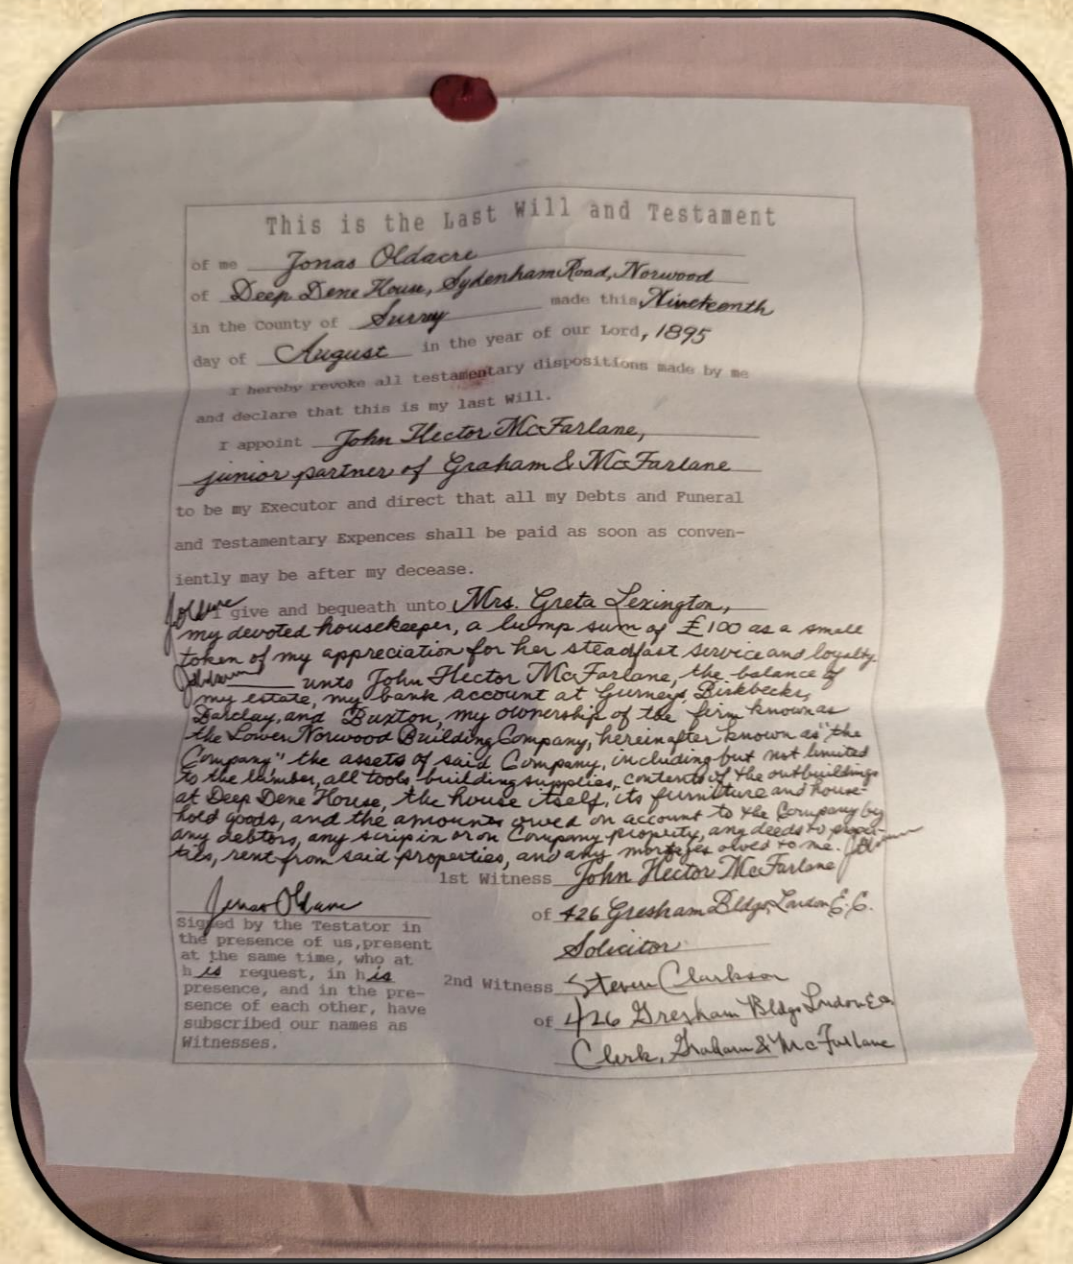 This is the Last Will and Testament
of me Jonas Oldacre
of Deep Dene House, Sydenham Road, Norwood
in the County of Surrey made this Nineteenth
day of August in the year of our Lord, 1895
I hereby revoke all testamentary dispositions made by me
and declare that this is my last Will.
I appoint John Hector McFarlane,
junior partner of Graham & McFarlane
to be my Executor and direct that all my Debts and Funeral
and Testamentary Expences shall be paid as soon as conven-
iently may be after my decease.
I give and bequeath unto Mrs. Greta Lexington,
my devoted housekeeper, a lump sum of £100 as a small
token of my appreciation for her steadfast service and loyalty.
unto John Hector McFarlane, the balance of
my estate, my bank account at Gurneys, Birkbecks,
Barclay, and Buxton, my ownership of the firm known as
the Lower Norwood Building Company, hereinafter known as "the
Company" the assets of said Company, including but not limited
to the lumber, all tools, building supplies, contents of the outbuildings
at Deep Dene House, the house itself, its furniture and house-
hold goods, and the amounts owed on account to the Company by
any debtors, any scrip in or on Company property, any deeds to proper-
ties, rent from said properties, and any mortgages owed to me.
1st Witness John Hector McFarlane
of 426 Gresham Bldgs, London E.C.
Solicitor
2nd Witness Steven Clarkson
of 426 Gresham Bldgs London EC
Clerk, Graham & McFarlane
Jonas Oldacre
Signed by the Testator in
the presence of us, present
at the same time, who at
his request, in his
presence, and in the pre-
sence of each other, have
subscribed our names as
Witnesses.